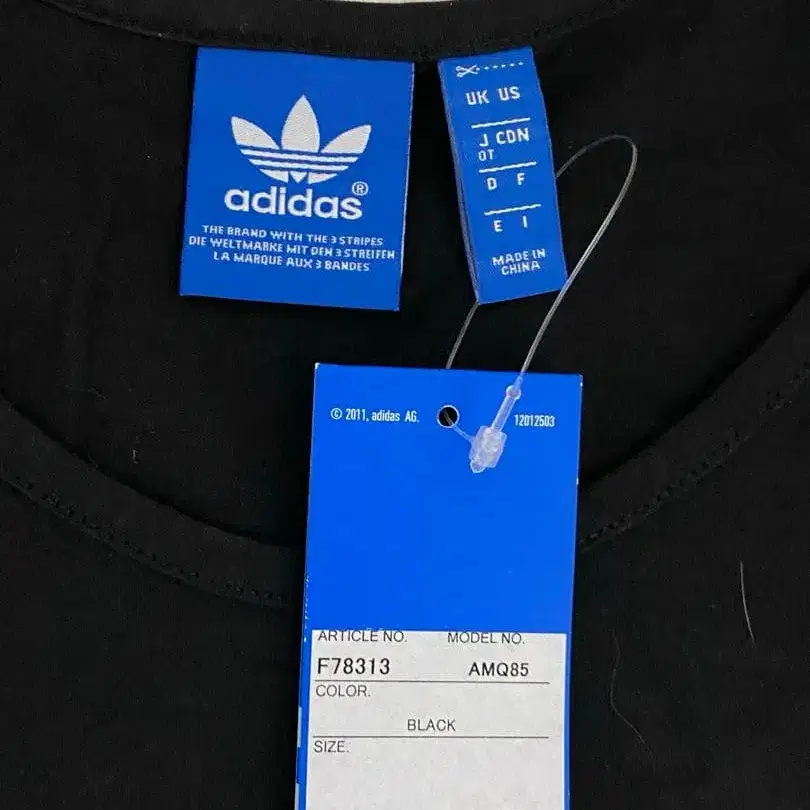 adidas®
THE BRAND WITH THE 3 STRIPES
DIE WELTMARKE MIT DEN 3 STREIFEN
LA MARQUE AUX 3 BANDES
UK US
J CDN
OT
D F
E I
MADE IN
CHINA
© 2011, adidas AG. 12012503
ARTICLE NO. MODEL NO.
F78313 AMQ85
COLOR.
BLACK
SIZE.